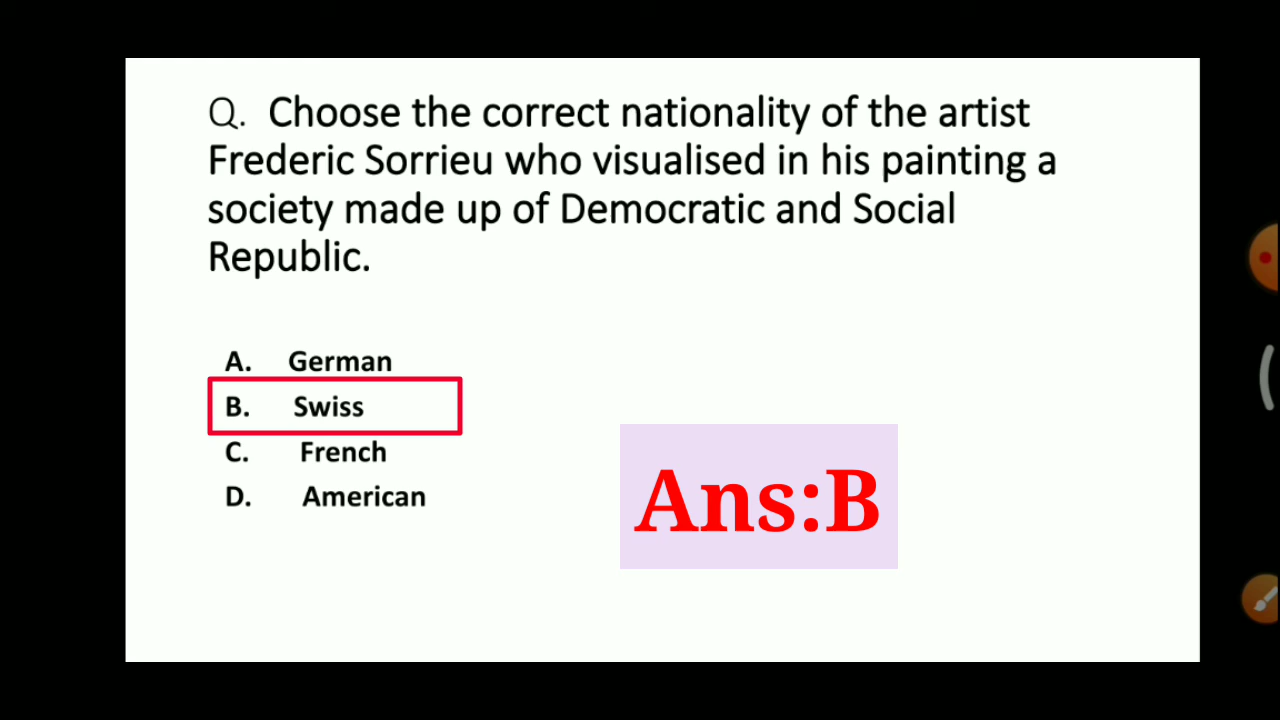 Q. Choose the correct nationality of the artist
Frederic Sorrieu who visualised in his painting a
society made up of Democratic and Social
Republic.
A. German
B. Swiss
C. French
D. American
Ans:B